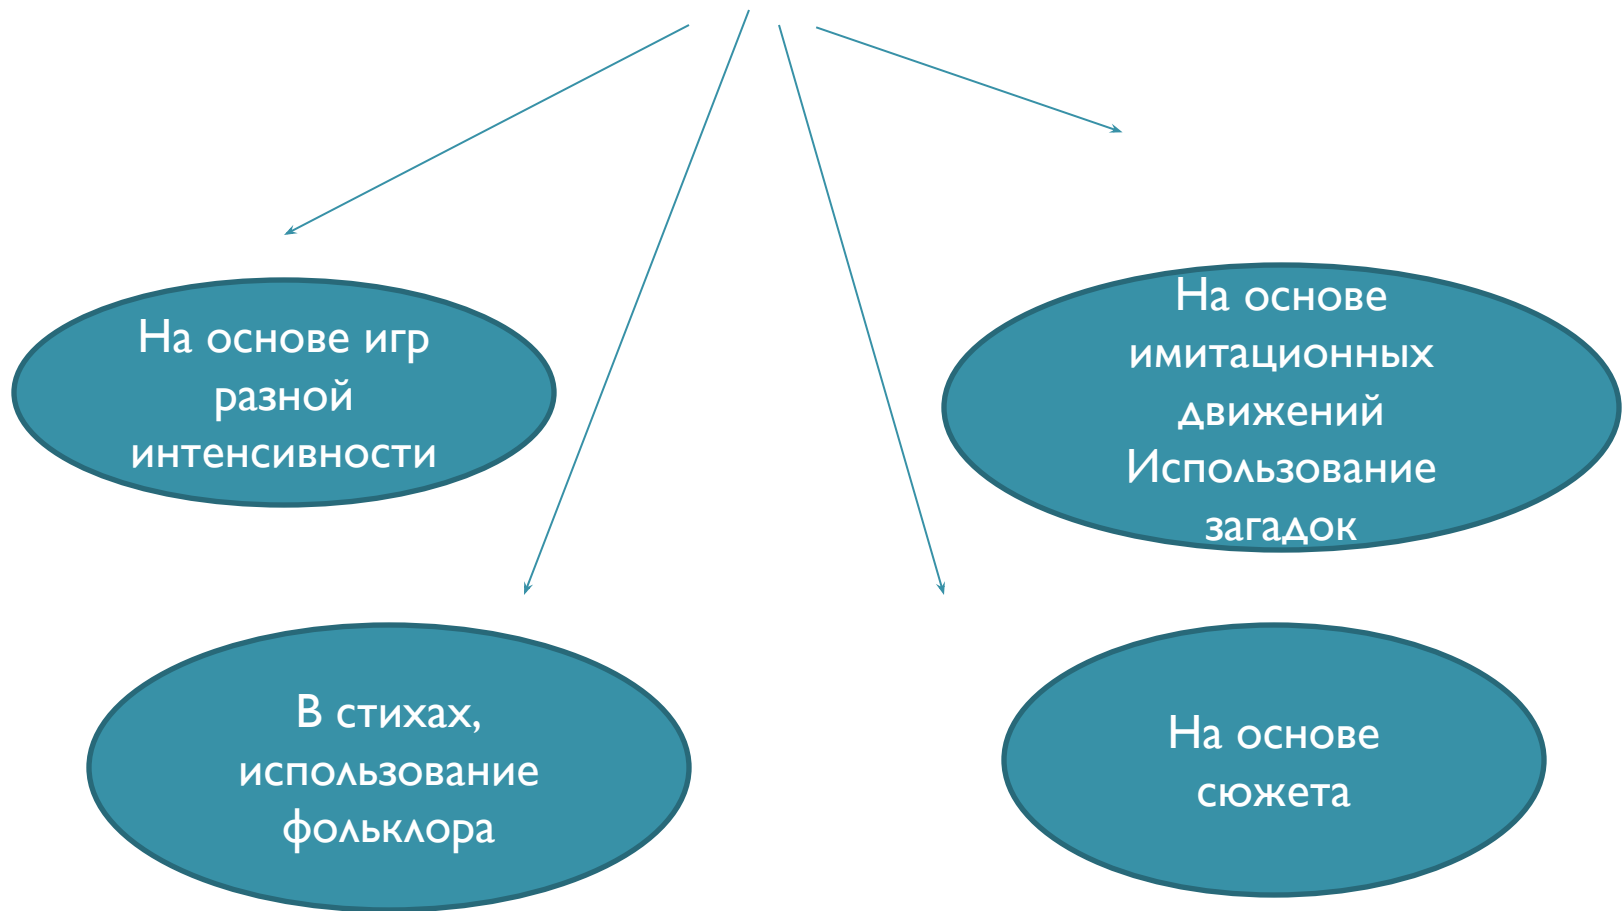 На основе игр
разной
интенсивности
На основе
имитационных
движений
Использование
загадок
В стихах,
использование
фольклора
На основе
сюжета